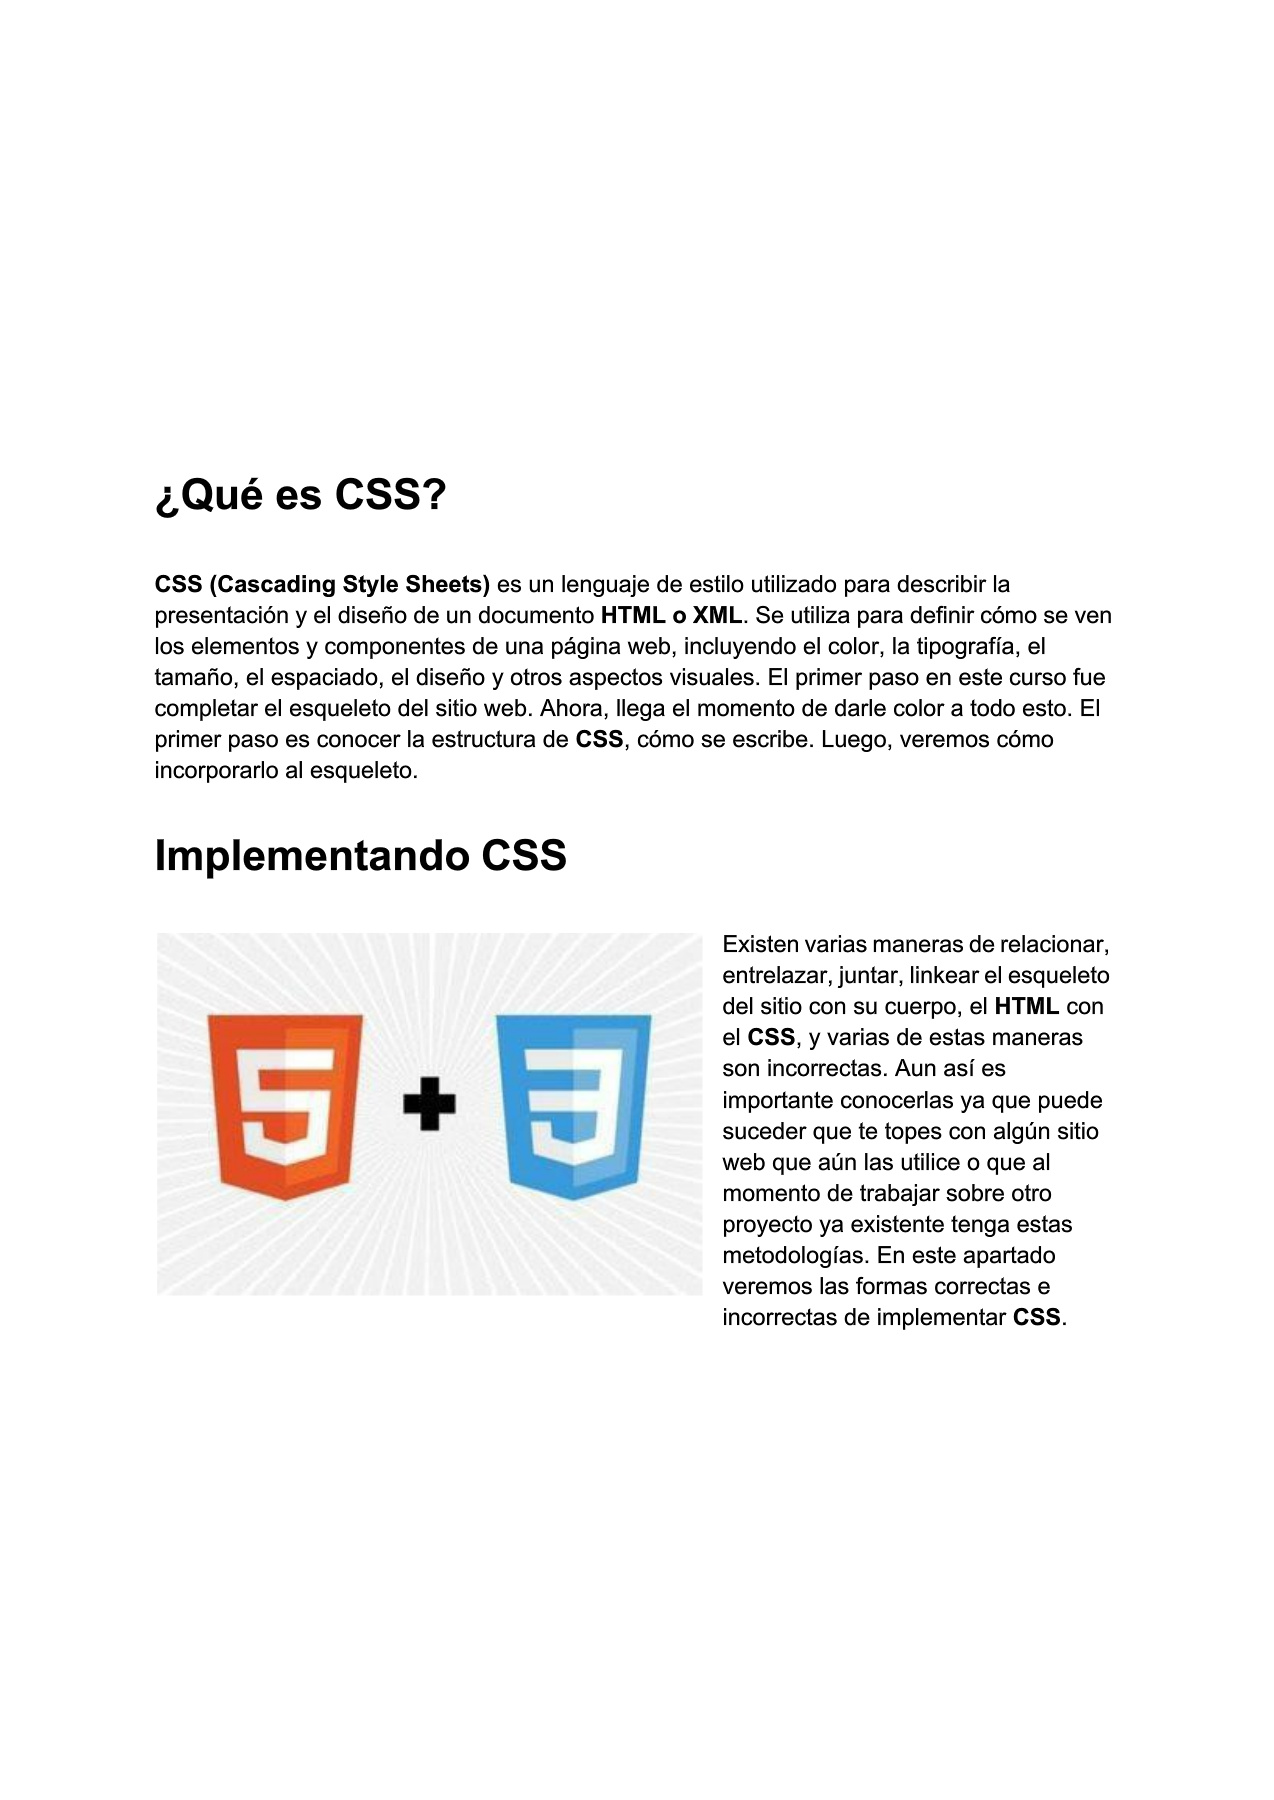 ¿Qué es CSS?
CSS (Cascading Style Sheets) es un lenguaje de estilo utilizado para describir la
presentación y el diseño de un documento HTML o XML. Se utiliza para definir cómo se ven
los elementos y componentes de una página web, incluyendo el color, la tipografía, el
tamaño, el espaciado, el diseño y otros aspectos visuales. El primer paso en este curso fue
completar el esqueleto del sitio web. Ahora, llega el momento de darle color a todo esto. El
primer paso es conocer la estructura de CSS, cómo se escribe. Luego, veremos cómo
incorporarlo al esqueleto.
Implementando CSS
5 + 3
Existen varias maneras de relacionar,
entrelazar, juntar, linkear el esqueleto
del sitio con su cuerpo, el HTML con
el CSS, y varias de estas maneras
son incorrectas. Aun así es
importante conocerlas ya que puede
suceder que te topes con algún sitio
web que aún las utilice o que al
momento de trabajar sobre otro
proyecto ya existente tenga estas
metodologías. En este apartado
veremos las formas correctas e
incorrectas de implementar CSS.